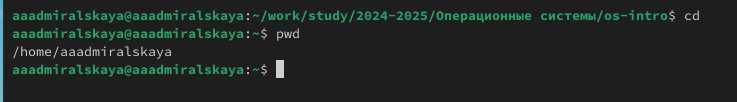 aaadmiralskaya@aaadmiralskaya:~/work/study/2024-2025/Операционные системы/os-intro$ cd
aaadmiralskaya@aaadmiralskaya:~$ pwd
/home/aaadmiralskaya
aaadmiralskaya@aaadmiralskaya:~$